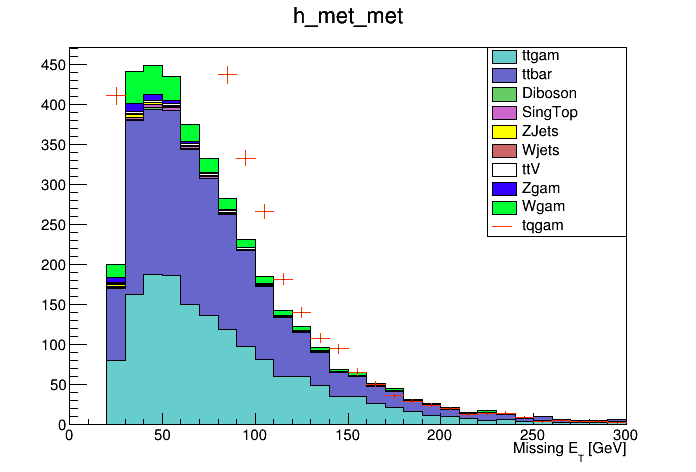 h_met_met
450
400
350
300
250
200
150
100
50
0
0 50 100 150 200 250 300
Missing E_T [GeV]
ttgam
ttbar
Diboson
SingTop
ZJets
Wjets
ttV
Zgam
Wgam
tqgam